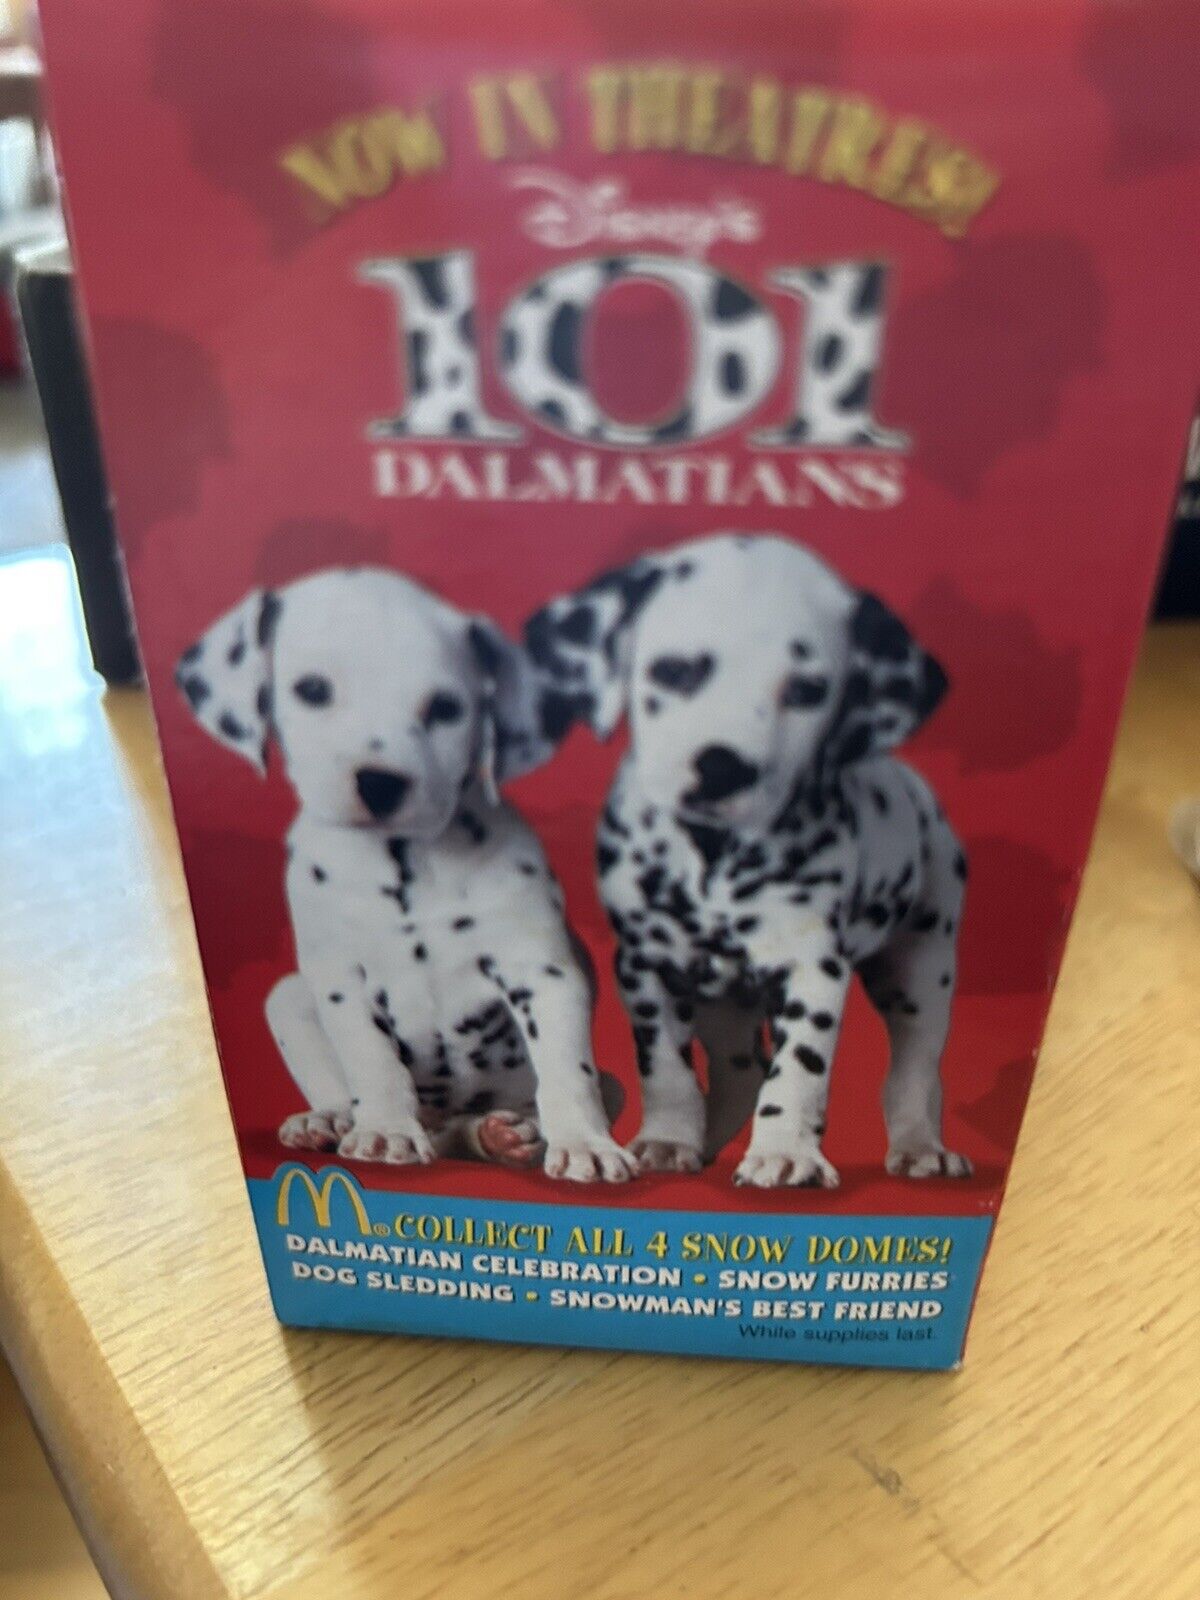 NOW IN THEATRES!
Disney's
101
DALMATIANS
M® COLLECT ALL 4 SNOW DOMES!
DALMATIAN CELEBRATION • SNOW FURRIES
DOG SLEDDING • SNOWMAN'S BEST FRIEND
While supplies last.